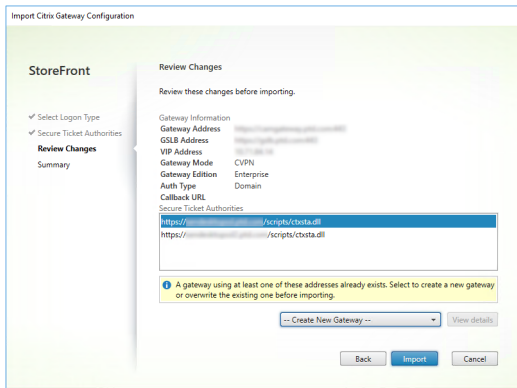 Import Citrix Gateway Configuration
StoreFront
Select Logon Type
Secure Ticket Authorities
Review Changes
Summary
Review Changes
Review these changes before importing.
Gateway Information
Gateway Address
GSLB Address
VIP Address
Gateway Mode CVPN
Gateway Edition Enterprise
Auth Type Domain
Callback URL
Secure Ticket Authorities
https:// /scripts/ctxsta.dll
https:// /scripts/ctxsta.dll
A gateway using at least one of these addresses already exists. Select to create a new gateway
or overwrite the existing one before importing.
-- Create New Gateway --
View details
Back Import Cancel